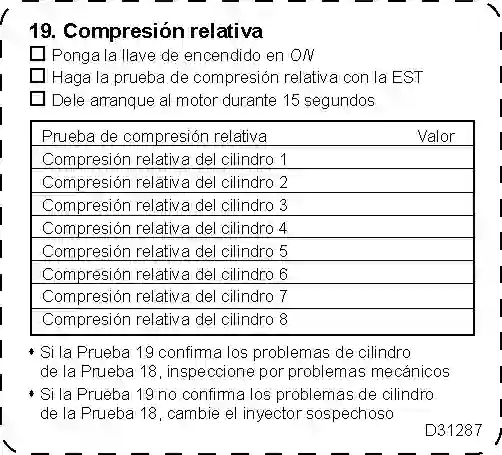 19. Compresión relativa
Ponga la llave de encendido en ON
Haga la prueba de compresión relativa con la EST
Dele arranque al motor durante 15 segundos
Prueba de compresión relativa Valor
Compresión relativa del cilindro 1
Compresión relativa del cilindro 2
Compresión relativa del cilindro 3
Compresión relativa del cilindro 4
Compresión relativa del cilindro 5
Compresión relativa del cilindro 6
Compresión relativa del cilindro 7
Compresión relativa del cilindro 8
Si la Prueba 19 confirma los problemas de cilindro
de la Prueba 18, inspeccione por problemas mecánicos
Si la Prueba 19 no confirma los problemas de cilindro
de la Prueba 18, cambie el inyector sospechoso
D31287